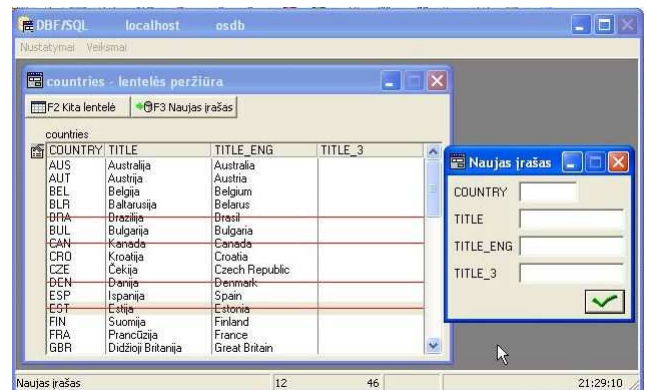 DBF/SQL localhost osdb
Nustatymai Veiksmai
countries - lentelės peržiūra
F2 Kita lentelė F3 Naujas įrašas
countries
COUNTRY TITLE TITLE_ENG TITLE_3
AUS Australija Australia
AUT Austrija Austria
BEL Belgija Belgium
BLR Baltarusija Belarus
BRA Brazilija Brasil
BUL Bulgarija Bulgaria
CAN Kanada Canada
CRO Kroatija Croatia
CZE Čekija Czech Republic
DEN Danija Denmark
ESP Ispanija Spain
EST Estija Estonia
FIN Suomija Finland
FRA Prancūzija France
GBR Didžioji Britanija Great Britain
Naujas įrašas
COUNTRY
TITLE
TITLE_ENG
TITLE_3
Naujas įrašas 12 46 21:29:10